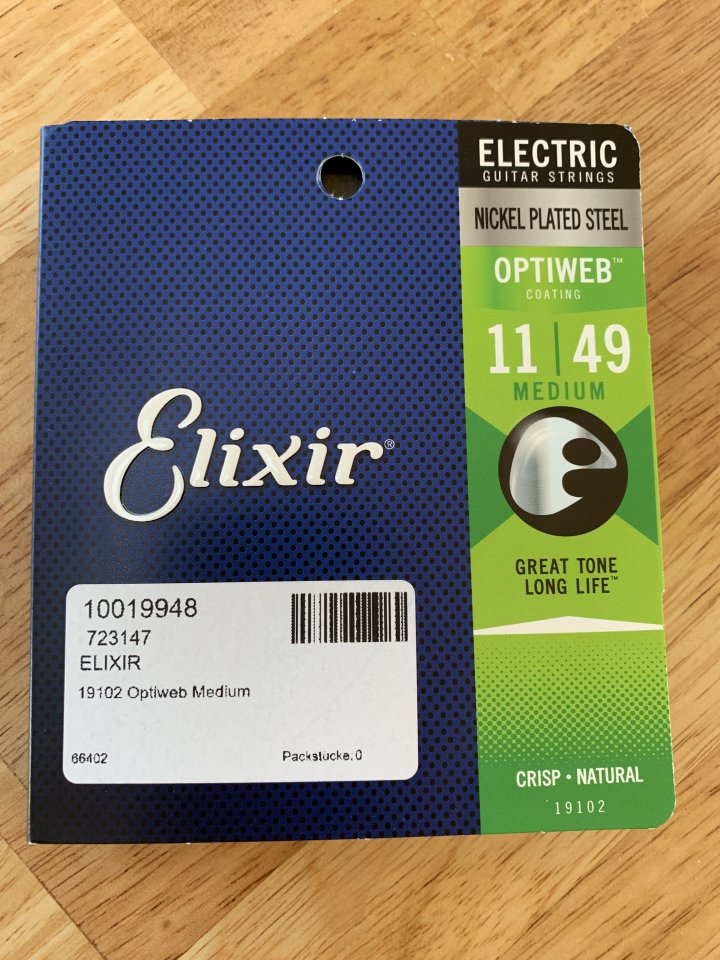 ELECTRIC
GUITAR STRINGS
NICKEL PLATED STEEL
OPTIWEB™
COATING
11 | 49
MEDIUM
Elixir®
GREAT TONE
LONG LIFE™
10019948
723147
ELIXIR
19102 Optiweb Medium
66402 Packstücke: 0
CRISP • NATURAL
19102